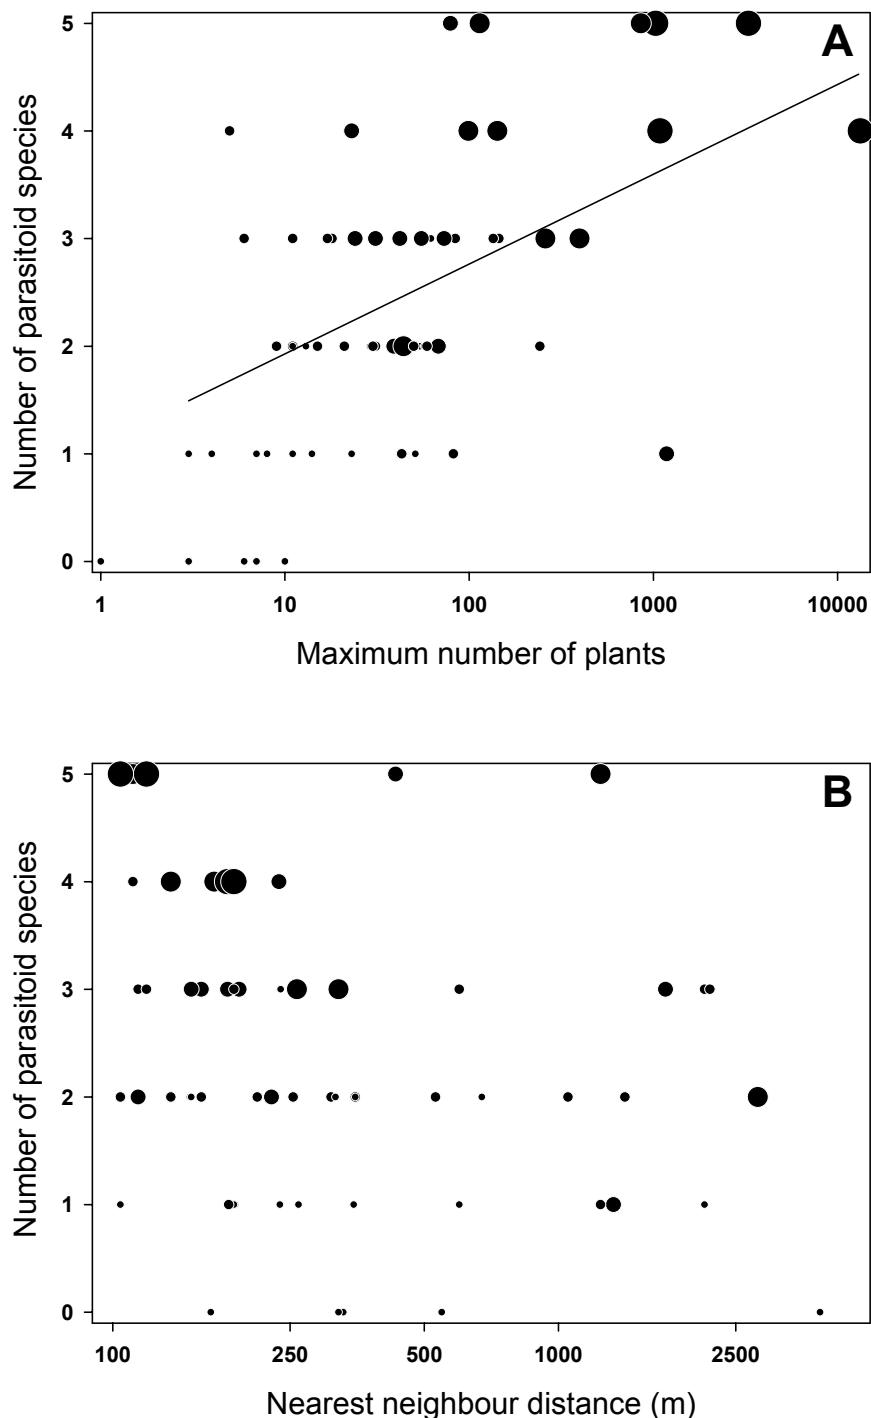 A
5
4
3
2
1
0
Number of parasitoid species
1 10 100 1000 10000
Maximum number of plants
B
5
4
3
2
1
0
Number of parasitoid species
100 250 500 1000 2500
Nearest neighbour distance (m)